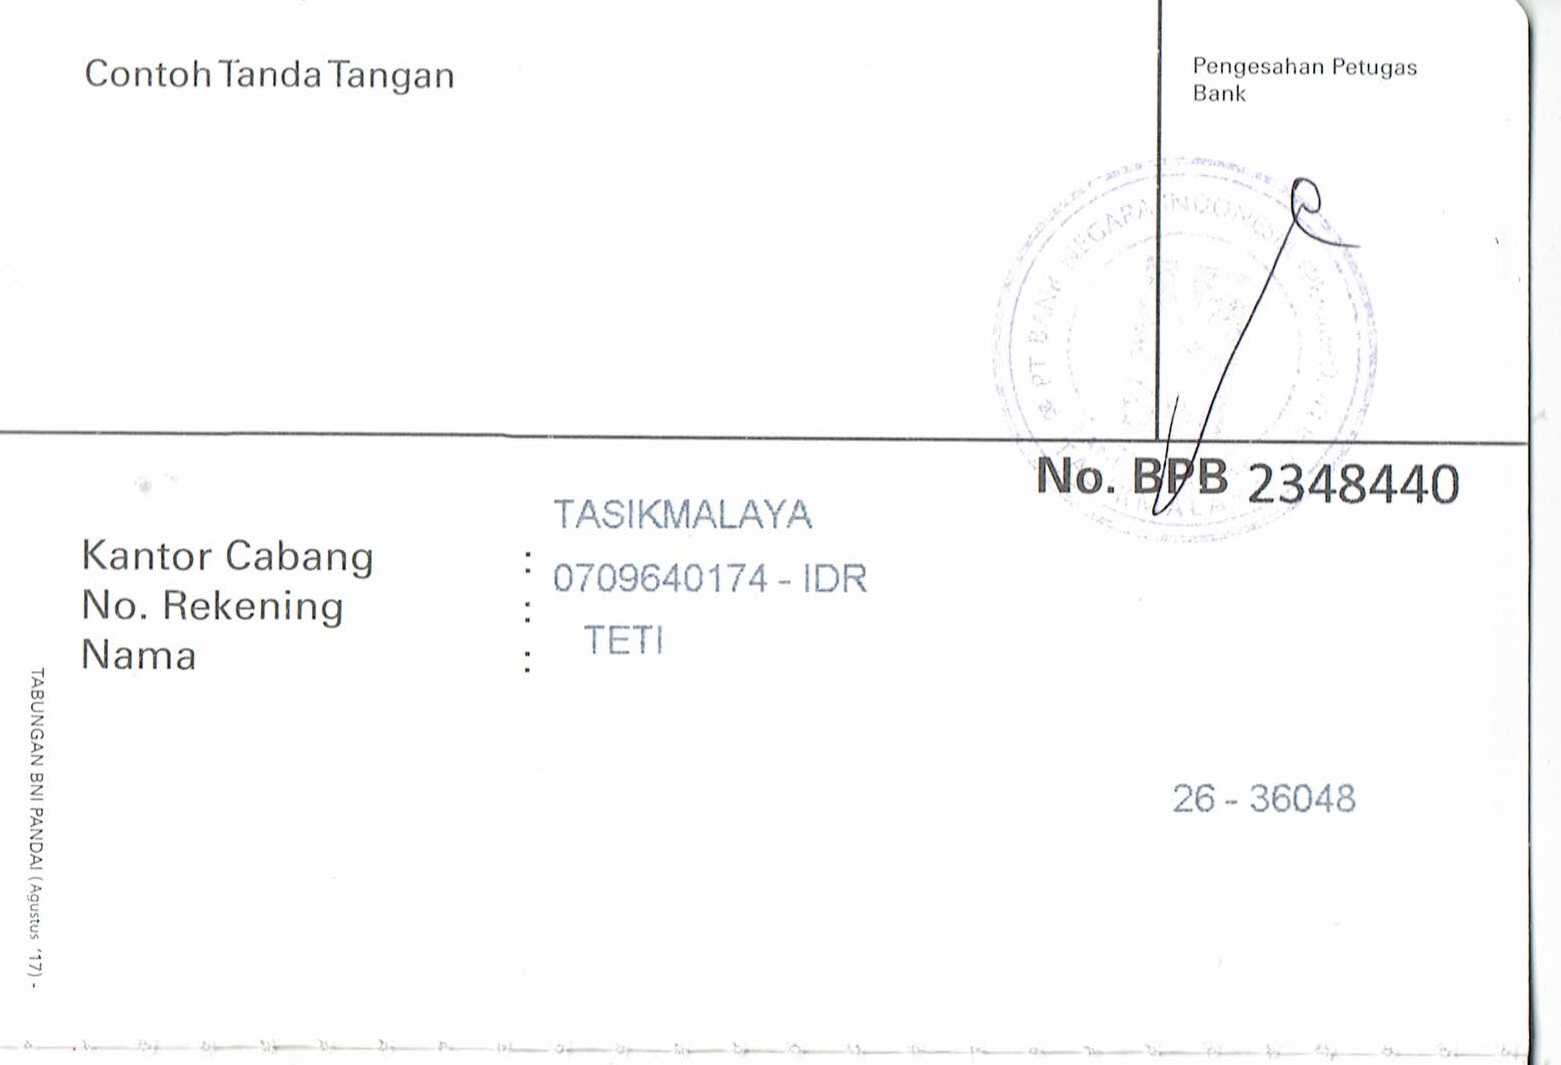 Contoh Tanda Tangan
Pengesahan Petugas
Bank
PT BANK NEGARA INDONESIA
No. BPB 2348440
TASIKMALAYA
Kantor Cabang :
0709640174 - IDR
No. Rekening :
TETI
Nama :
26 - 36048
TABUNGAN BNI PANDAI (Agustus '17) -